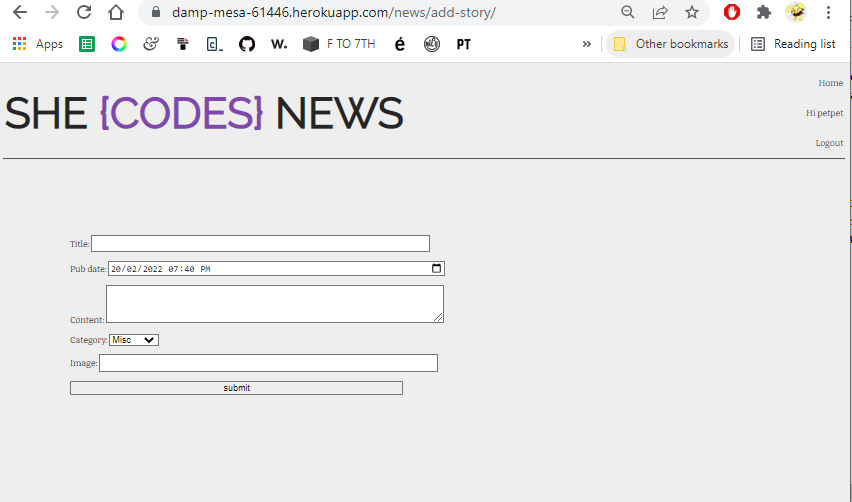 damp-mesa-61446.herokuapp.com/news/add-story/
Apps
F TO 7TH
é
PT
»
Other bookmarks
Reading list
SHE {CODES} NEWS
Home
Hi petpet
Logout
Title:
Pub date: 20/02/2022 07:40 PM
Content:
Category: Misc
Image:
submit